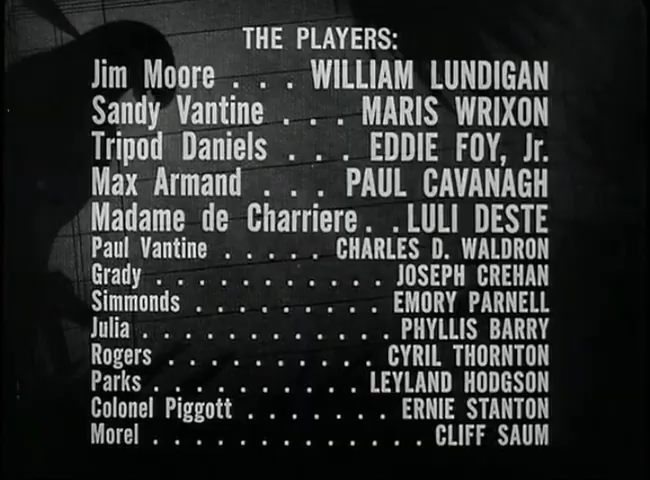 THE PLAYERS:
Jim Moore . . . WILLIAM LUNDIGAN
Sandy Vantine . . . MARIS WRIXON
Tripod Daniels . . . EDDIE FOY, Jr.
Max Armand . . . PAUL CAVANAGH
Madame de Charriere . . LULI DESTE
Paul Vantine . . . . . CHARLES D. WALDRON
Grady . . . . . . . . . . . JOSEPH CREHAN
Simmonds . . . . . . . . . EMORY PARNELL
Julia . . . . . . . . . . . . PHYLLIS BARRY
Rogers . . . . . . . . . . CYRIL THORNTON
Parks . . . . . . . . . . . LEYLAND HODGSON
Colonel Piggott . . . . . . . ERNIE STANTON
Morel . . . . . . . . . . . . . . CLIFF SAUM